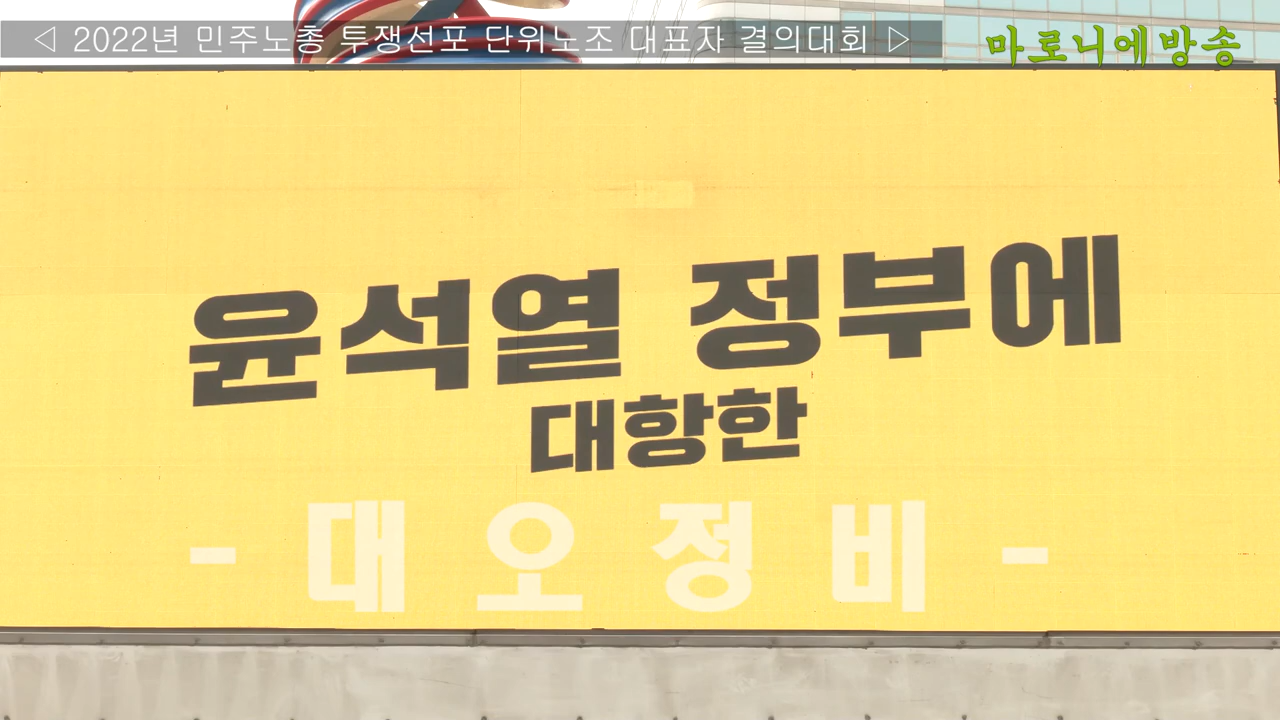 ◁ 2022년 민주노총 투쟁선포 단위노조 대표자 결의대회 ▷
마로니에방송
윤석열 정부에
대항한
- 대오정비 -